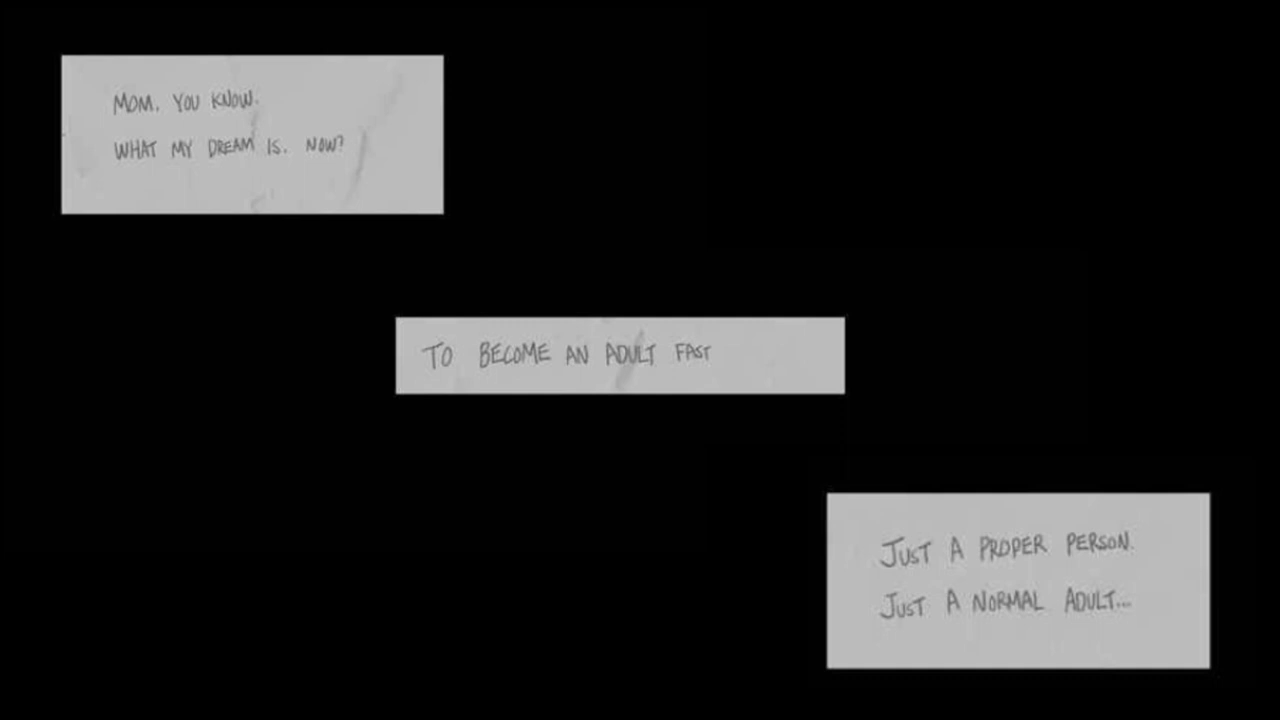 MOM. YOU KNOW.
WHAT MY DREAM IS. NOW?
TO BECOME AN ADULT FAST
JUST A PROPER PERSON.
JUST A NORMAL ADULT...